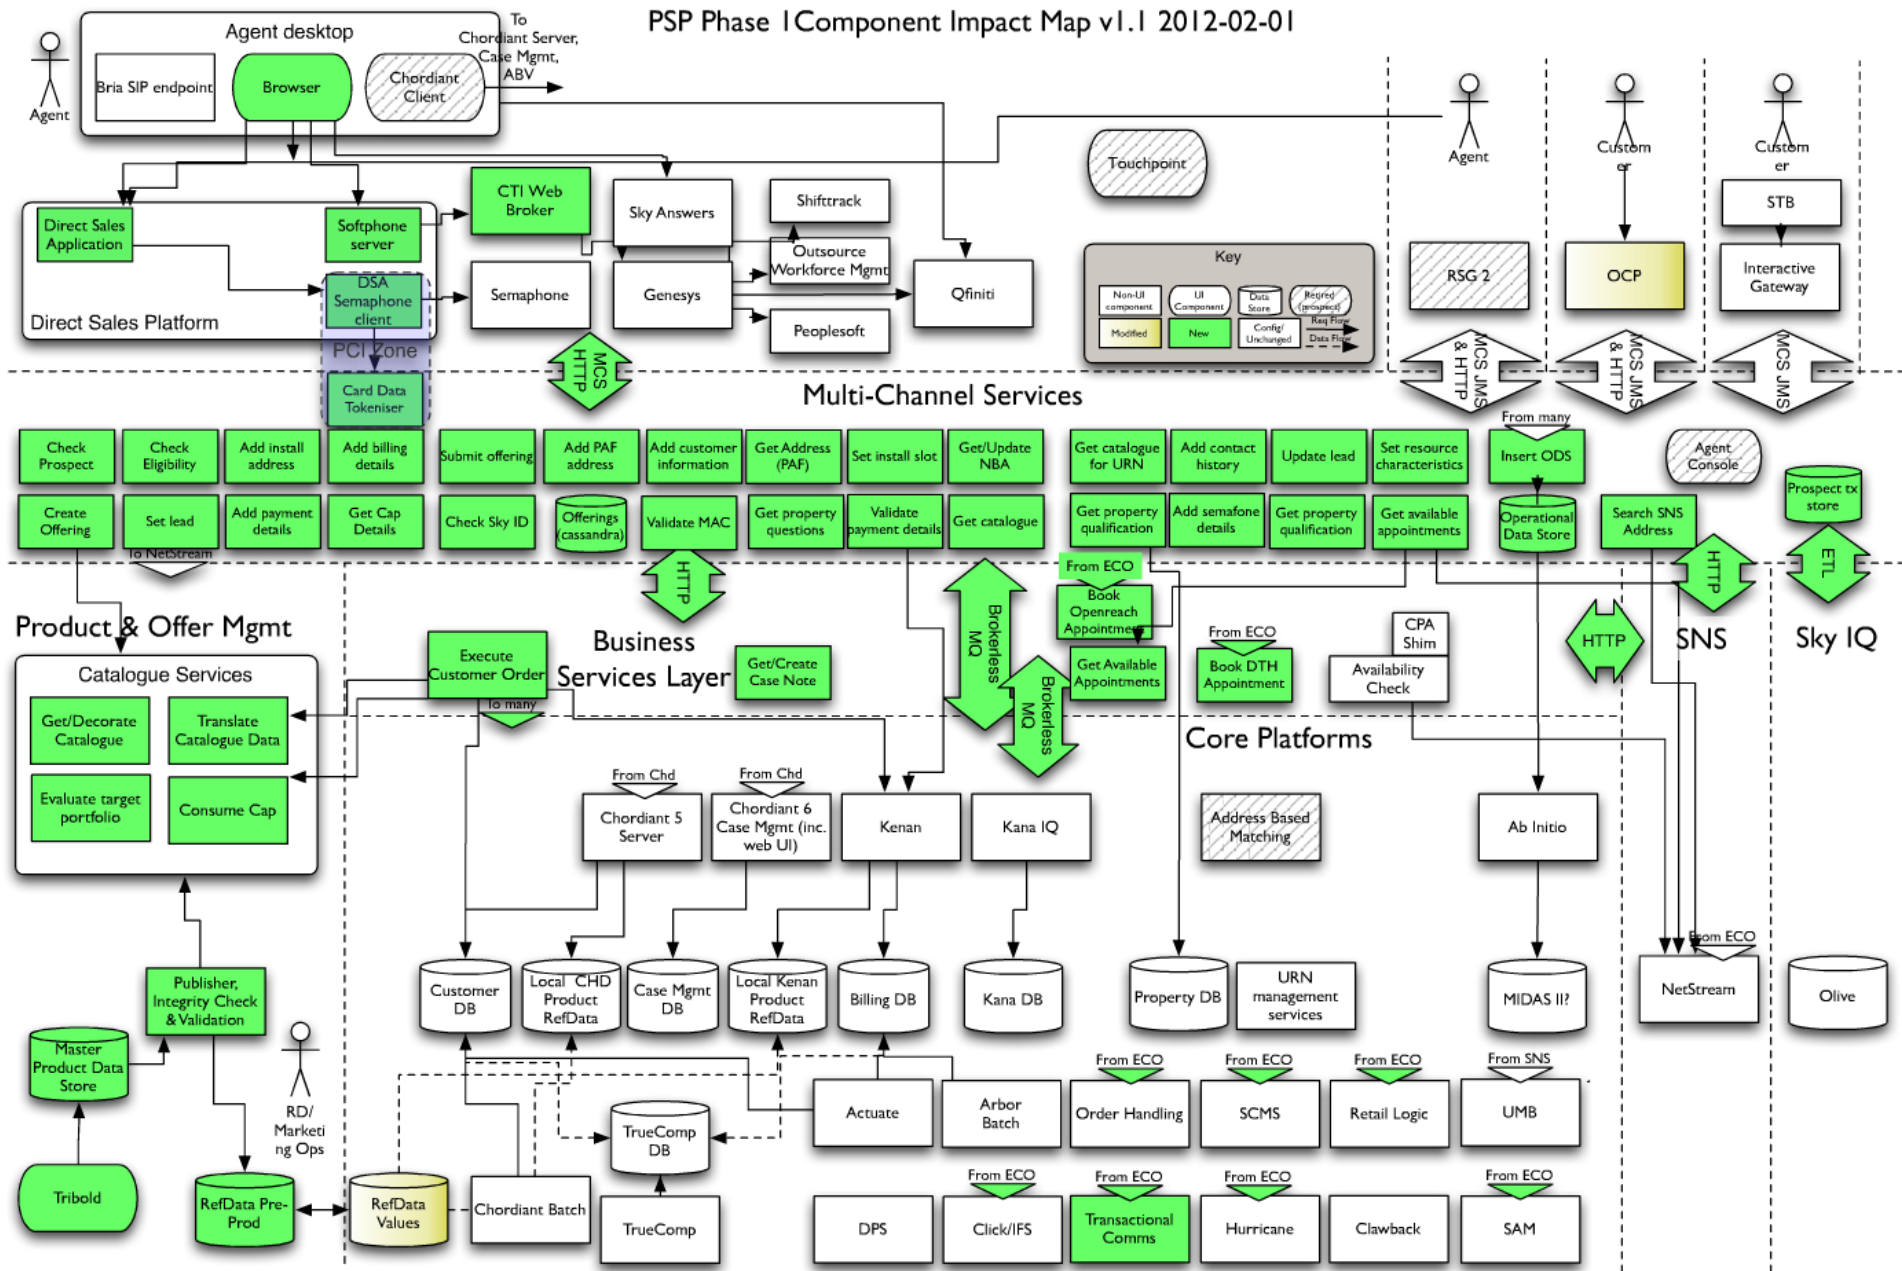 PSP Phase 1Component Impact Map v1.1 2012-02-01
Agent desktop
To
Chordiant Server,
Case Mgmt,
ABV
Agent
Bria SIP endpoint
Browser
Chordiant
Client
Touchpoint
Agent
Custom
er
Custom
er
STB
Direct Sales
Application
Softphone
server
CTI Web
Broker
Sky Answers
Shifttrack
Outsource
Workforce Mgmt
DSA
Semaphone
client
Semaphone
Genesys
Peoplesoft
Qfiniti
Direct Sales Platform
PCI Zone
Key
Non-UI
component
UI
Component
Data
Store
Retired
(prospect)
Req Flow
Modified
New
Config/
Unchanged
Data Flow
RSG 2
OCP
Interactive
Gateway
MCS
HTTP
MCS JMS
& HTTP
MCS JMS
& HTTP
MCS JMS
Card Data
Tokeniser
Multi-Channel Services
Check
Prospect
Check
Eligibility
Add install
address
Add billing
details
Submit offering
Add PAF
address
Add customer
information
Get Address
(PAF)
Set install slot
Get/Update
NBA
Get catalogue
for URN
Add contact
history
Update lead
Set resource
characteristics
From many
Insert ODS
Agent
Console
Create
Offering
Set lead
Add payment
details
Get Cap
Details
Check Sky ID
Offerings
(cassandra)
Validate MAC
Get property
questions
Validate
payment details
Get catalogue
Get property
qualification
Add semafone
details
Get property
qualification
Get available
appointments
Operational
Data Store
Search SNS
Address
Prospect tx
store
To NetStream
HTTP
Brokerless
MQ
Brokerless
MQ
From ECO
Book
Openreach
Appointment
HTTP
ETL
Product & Offer Mgmt
Business
Services Layer
Execute
Customer Order
To many
Get/Create
Case Note
Get Available
Appointments
From ECO
Book DTH
Appointment
CPA
Shim
Availability
Check
HTTP
SNS
Sky IQ
Catalogue Services
Get/Decorate
Catalogue
Translate
Catalogue Data
Evaluate target
portfolio
Consume Cap
Core Platforms
From Chd
Chordiant 5
Server
From Chd
Chordiant 6
Case Mgmt (inc.
web UI)
Kenan
Kana IQ
Address Based
Matching
Ab Initio
Publisher,
Integrity Check
& Validation
Customer
DB
Local CHD
Product
RefData
Case Mgmt
DB
Local Kenan
Product
RefData
Billing DB
Kana DB
Property DB
URN
management
services
MIDAS II?
From ECO
NetStream
Olive
Master
Product Data
Store
RD/
Marketi
ng Ops
TrueComp
DB
Actuate
Arbor
Batch
From ECO
Order Handling
From ECO
SCMS
From ECO
Retail Logic
From SNS
UMB
Tribold
RefData Pre-
Prod
RefData
Values
Chordiant Batch
TrueComp
DPS
From ECO
Click/IFS
From ECO
Transactional
Comms
From ECO
Hurricane
Clawback
From ECO
SAM